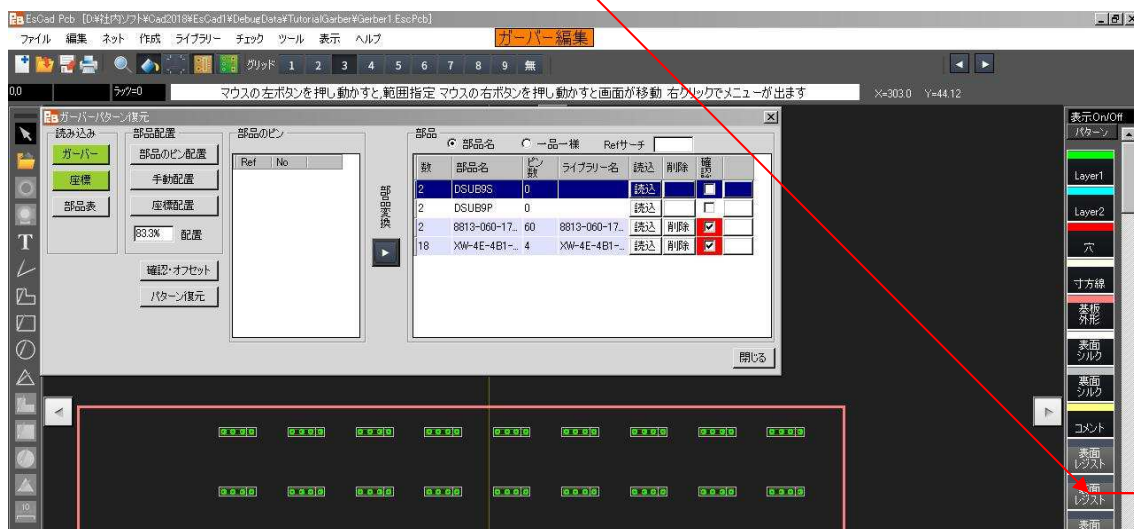 EsCad Pcb [D:¥社内ソフト¥Cad2018¥EsCad1¥DebugData¥TutorialGarber¥Gerber1.EscPcb]
ファイル 編集 ネット 作成 ライブラリー チェック ツール 表示 ヘルプ
ガーバー編集
グリッド 1 2 3 4 5 6 7 8 9 無
0,0 ラッツ=0 マウスの左ボタンを押し動かすと,範囲指定 マウスの右ボタンを押し動かすと画面が移動 右クリックでメニューが出ます X=-303.0 Y=44.12
ガーバーパターン復元
読み込み
ガーバー
座標
部品表
部品配置
部品のピン配置
手動配置
座標配置
83.3% 配置
確認・オフセット
パターン復元
部品のピン
Ref No
部品変換
部品
部品名 一品一様 Refサーチ
数 部品名 ピン数 ライブラリー名 読込 削除 確認
2 DSUB9S 0 読込
2 DSUB9P 0 読込
2 8813-060-17... 60 8813-060-17... 読込 削除
18 XW-4E-4B1-... 4 XW-4E-4B1-... 読込 削除
閉じる
表示On/Off
パターン
Layer1
Layer2
穴
寸方線
基板
外形
表面
シルク
裏面
シルク
コメント
表面
レジスト
レジスト
表面
T
10